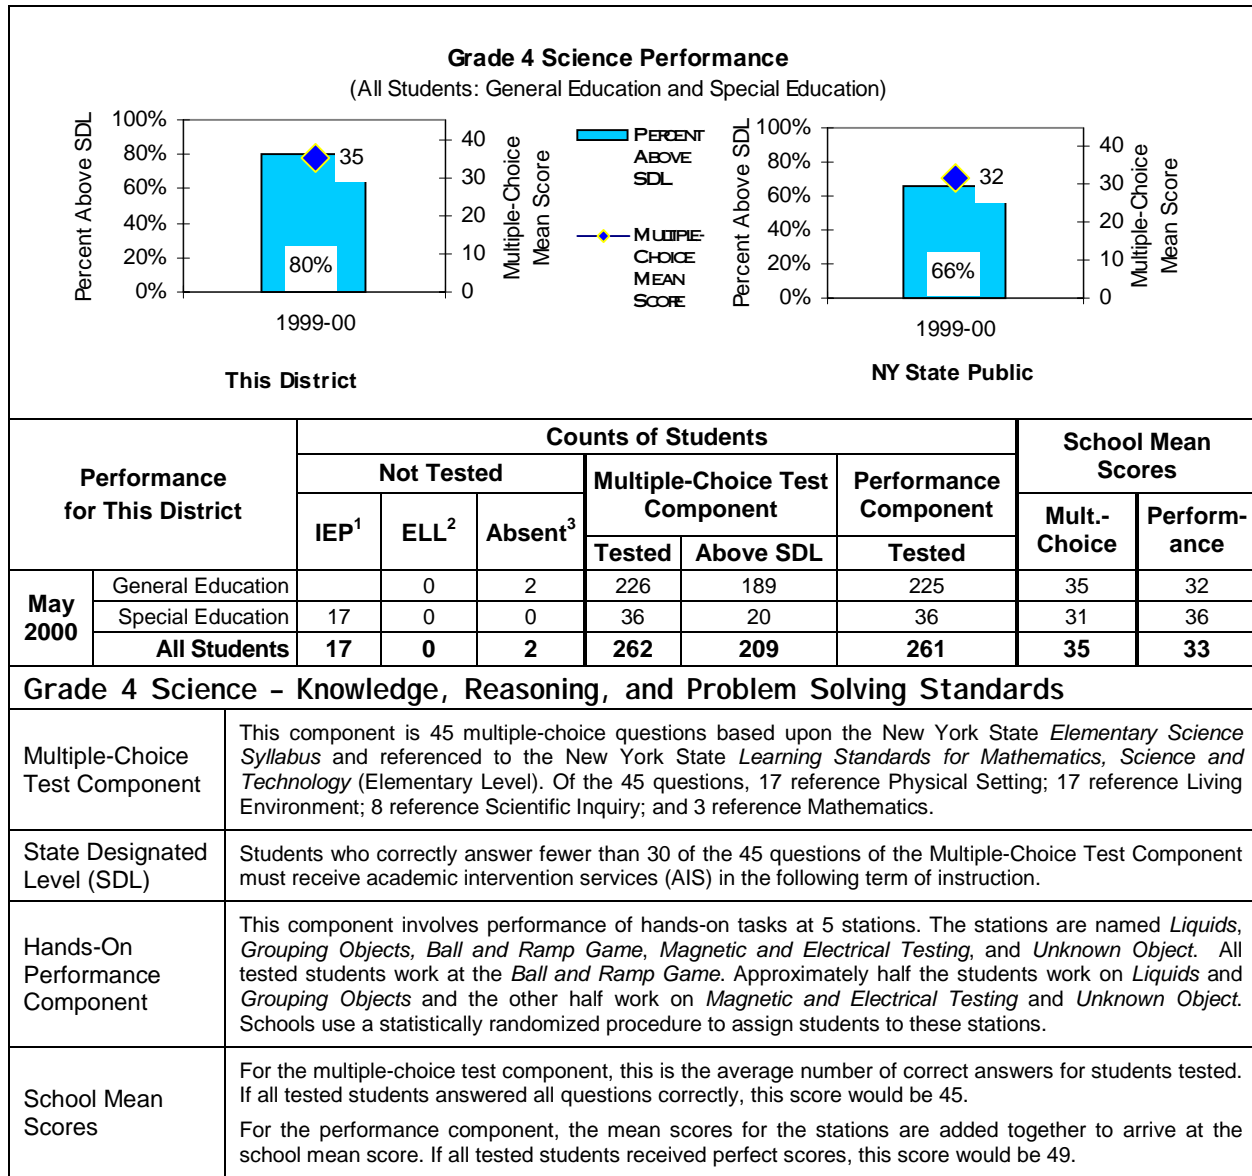 Grade 4 Science Performance
(All Students: General Education and Special Education)
Percent Above SDL
100%
80%
60%
40%
20%
0%
35
80%
40
30
20
10
0
Multiple-Choice
Mean Score
1999-00
This District
PERCENT
ABOVE
SDL
MULTIPLE-
CHOICE
MEAN
SCORE
Percent Above SDL
100%
80%
60%
40%
20%
0%
32
66%
40
30
20
10
0
Multiple-Choice
Mean Score
1999-00
NY State Public
Performance
for This District
Counts of Students
School Mean
Scores
Not Tested
Multiple-Choice Test
Component
Performance
Component
IEP1
ELL2
Absent3
Tested Above SDL
Tested
Mult.-
Choice
Perform-
ance
May
2000
General Education 0 2 226 189 225 35 32
Special Education 17 0 0 36 20 36 31 36
All Students 17 0 2 262 209 261 35 33
Grade 4 Science – Knowledge, Reasoning, and Problem Solving Standards
Multiple-Choice
Test Component
This component is 45 multiple-choice questions based upon the New York State Elementary Science
Syllabus and referenced to the New York State Learning Standards for Mathematics, Science and
Technology (Elementary Level). Of the 45 questions, 17 reference Physical Setting; 17 reference Living
Environment; 8 reference Scientific Inquiry; and 3 reference Mathematics.
State Designated
Level (SDL)
Students who correctly answer fewer than 30 of the 45 questions of the Multiple-Choice Test Component
must receive academic intervention services (AIS) in the following term of instruction.
Hands-On
Performance
Component
This component involves performance of hands-on tasks at 5 stations. The stations are named Liquids,
Grouping Objects, Ball and Ramp Game, Magnetic and Electrical Testing, and Unknown Object. All
tested students work at the Ball and Ramp Game. Approximately half the students work on Liquids and
Grouping Objects and the other half work on Magnetic and Electrical Testing and Unknown Object.
Schools use a statistically randomized procedure to assign students to these stations.
School Mean
Scores
For the multiple-choice test component, this is the average number of correct answers for students tested.
If all tested students answered all questions correctly, this score would be 45.
For the performance component, the mean scores for the stations are added together to arrive at the
school mean score. If all tested students received perfect scores, this score would be 49.